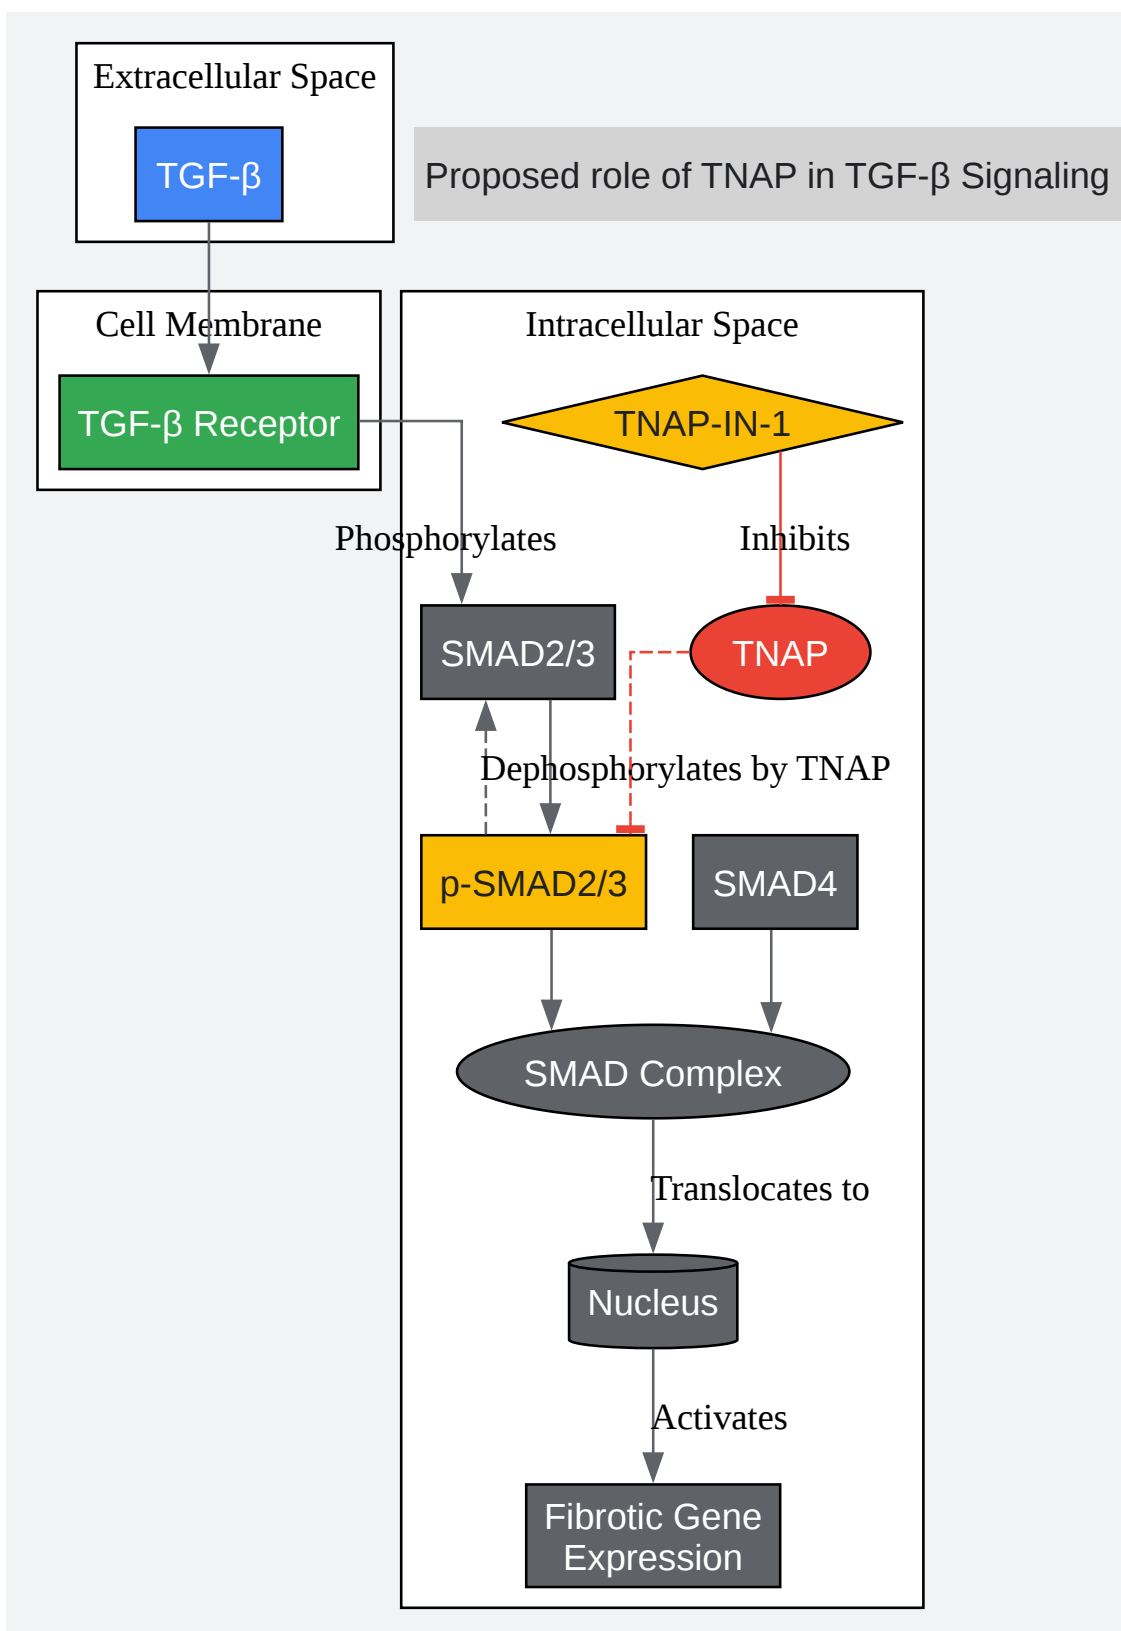 Extracellular Space
TGF-β
Proposed role of TNAP in TGF-β Signaling
Cell Membrane
TGF-β Receptor
Intracellular Space
TNAP-IN-1
Phosphorylates
Inhibits
SMAD2/3
TNAP
Dephosphorylates by TNAP
p-SMAD2/3
SMAD4
SMAD Complex
Translocates to
Nucleus
Activates
Fibrotic Gene
Expression